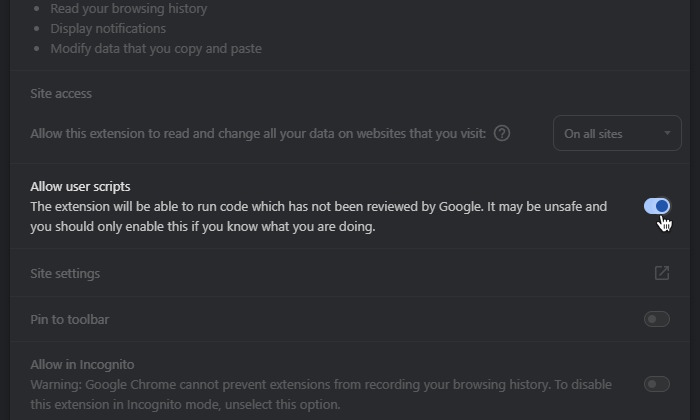 • Read your browsing history
• Display notifications
• Modify data that you copy and paste
Site access
Allow this extension to read and change all your data on websites that you visit: ? On all sites
Allow user scripts
The extension will be able to run code which has not been reviewed by Google. It may be unsafe and
you should only enable this if you know what you are doing.
Site settings
Pin to toolbar
Allow in Incognito
Warning: Google Chrome cannot prevent extensions from recording your browsing history. To disable
this extension in Incognito mode, unselect this option.